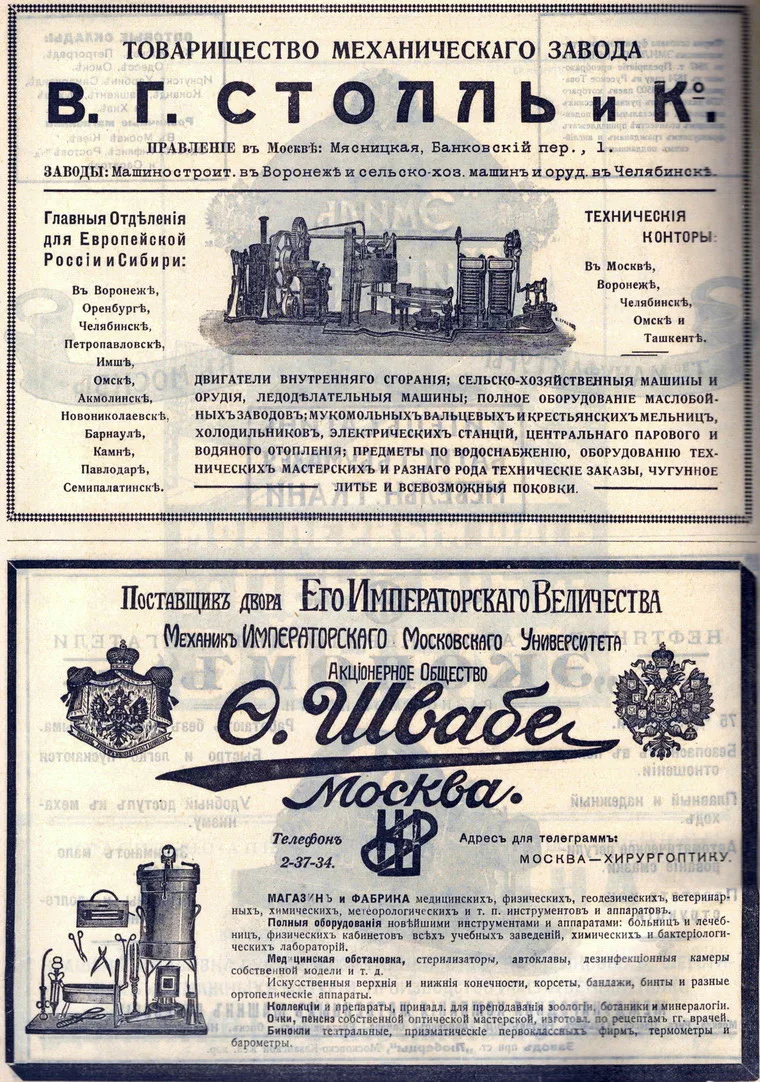 ТОВАРИЩЕСТВО МЕХАНИЧЕСКАГО ЗАВОДА
В. Г. СТОЛЛЬ и Ко.
ПРАВЛЕНІЕ въ Москвѣ: Мясницкая, Банковскій пер., 1.
ЗАВОДЫ: Машиностроит. въ Воронежѣ и сельско-хоз. машинъ и оруд. въ Челябинскѣ.
Главныя Отдѣленія
для Европейской
Россіи и Сибири:
Въ Воронежѣ,
Оренбургѣ,
Челябинскѣ,
Петропавловскѣ,
Ишимѣ,
Омскѣ,
Акмолинскѣ,
Новониколаевскѣ,
Барнаулѣ,
Камнѣ,
Павлодарѣ,
Семипалатинскѣ.
ТЕХНИЧЕСКІЯ
КОНТОРЫ:
Въ Москвѣ,
Воронежѣ,
Челябинскѣ,
Омскѣ и
Ташкентѣ.
ДВИГАТЕЛИ ВНУТРЕННЯГО СГОРАНІЯ; СЕЛЬСКО-ХОЗЯЙСТВЕННЫЯ МАШИНЫ И
ОРУДІЯ, ЛЕДОДѢЛАТЕЛЬНЫЯ МАШИНЫ; ПОЛНОЕ ОБОРУДОВАНІЕ МАСЛОБОЙ-
НЫХЪ ЗАВОДОВЪ; МУКОМОЛЬНЫХЪ ВАЛЬЦЕВЫХЪ И КРЕСТЬЯНСКИХЪ МЕЛЬНИЦЪ,
ХОЛОДИЛЬНИКОВЪ, ЭЛЕКТРИЧЕСКИХЪ СТАНЦІЙ, ЦЕНТРАЛЬНАГО ПАРОВОГО И
ВОДЯНОГО ОТОПЛЕНІЯ; ПРЕДМЕТЫ ПО ВОДОСНАБЖЕНІЮ, ОБОРУДОВАНІЮ ТЕХ-
НИЧЕСКИХЪ МАСТЕРСКИХЪ И РАЗНАГО РОДА ТЕХНИЧЕСКІЕ ЗАКАЗЫ, ЧУГУННОЕ
ЛИТЬЕ И ВСЕВОЗМОЖНЫЯ ПОКОВКИ.
Поставщикъ двора Его Императорскаго Величества
Механикъ ИМПЕРАТОРСКАГО Московскаго Университета
Акціонерное Общество
Ѳ. Швабе
Москва.
Телефонъ
2-37-34.
Адресъ для телеграммъ:
МОСКВА—ХИРУРГОПТИКУ.
МАГАЗИНЪ и ФАБРИКА медицинскихъ, физическихъ, геодезическихъ, ветеринар-
ныхъ, химическихъ, метеорологическихъ и т. п. инструментовъ и аппаратовъ.
Полныя оборудованія новѣйшими инструментами и аппаратами: больницъ и лечеб-
ницъ, физическихъ кабинетовъ всѣхъ учебныхъ заведеній, химическихъ и бактеріологи-
ческихъ лабораторій.
Медицинская обстановка, стерилизаторы, автоклавы, дезинфекціонныя камеры
собственной модели и т. д.
Искусственныя верхнія и нижнія конечности, корсеты, бандажи, бинты и разные
ортопедическіе аппараты.
Коллекціи и препараты, принадл. для преподаванія зоологіи, ботаники и минералогіи.
Очки, пенснэ собственной оптической мастерской, изготовл. по рецептамъ гг. врачей.
Бинокли театральные, призматическіе первоклассныхъ фирмъ, термометры и
барометры.